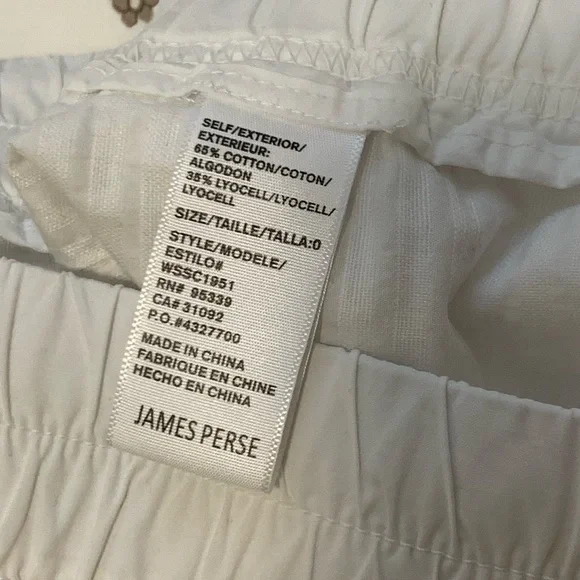 SELF/EXTERIOR/
EXTERIEUR:
65% COTTON/COTON/
ALGODON
35% LYOCELL/LYOCELL/
LYOCELL
SIZE/TAILLE/TALLA:0
STYLE/MODELE/
ESTILO#
WSSC1951
RN# 95339
CA# 31092
P.O.#4327700
MADE IN CHINA
FABRIQUE EN CHINE
HECHO EN CHINA
JAMES PERSE